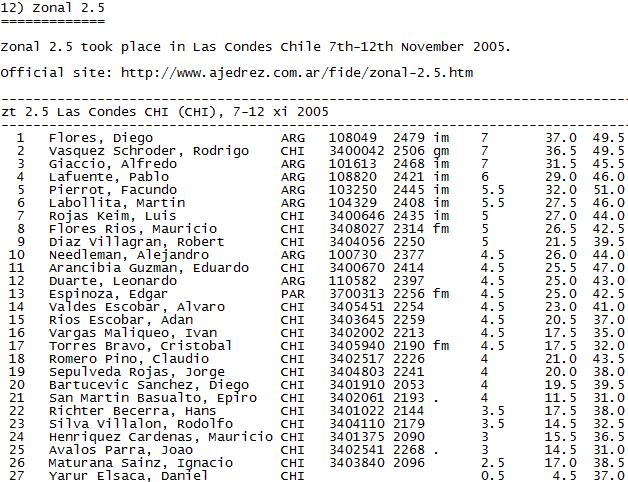 12) Zonal 2.5
=============
Zonal 2.5 took place in Las Condes Chile 7th-12th November 2005.
Official site: http://www.ajedrez.com.ar/fide/zonal-2.5.htm
--------------------------------------------------------------------------------
zt 2.5 Las Condes CHI (CHI), 7-12 xi 2005
--------------------------------------------------------------------------------
1 Flores, Diego ARG 108049 2479 im 7 37.0 49.5
2 Vasquez Schroder, Rodrigo CHI 3400042 2506 gm 7 36.5 49.5
3 Giaccio, Alfredo ARG 101613 2468 im 7 31.5 45.5
4 Lafuente, Pablo ARG 108820 2421 im 6 29.0 46.0
5 Pierrot, Facundo ARG 103250 2445 im 5.5 32.0 51.0
6 Labollita, Martin ARG 104329 2408 im 5.5 27.5 46.0
7 Rojas Keim, Luis CHI 3400646 2435 im 5 27.0 44.0
8 Flores Rios, Mauricio CHI 3408027 2314 fm 5 26.5 42.5
9 Diaz Villagran, Robert CHI 3404056 2250 5 21.5 39.5
10 Needleman, Alejandro ARG 100730 2377 4.5 26.0 44.0
11 Arancibia Guzman, Eduardo CHI 3400670 2414 4.5 25.5 47.0
12 Duarte, Leonardo ARG 110582 2397 4.5 25.0 43.0
13 Espinoza, Edgar PAR 3700313 2256 fm 4.5 25.0 42.5
14 Valdes Escobar, Alvaro CHI 3405451 2254 4.5 23.0 41.0
15 Rios Escobar, Adan CHI 3403645 2259 4.5 20.5 37.0
16 Vargas Maliqueo, Ivan CHI 3402002 2213 4.5 17.5 35.0
17 Torres Bravo, Cristobal CHI 3405940 2190 fm 4.5 17.5 32.0
18 Romero Pino, Claudio CHI 3402517 2226 4 21.0 43.5
19 Sepulveda Rojas, Jorge CHI 3404803 2241 4 20.0 38.0
20 Bartucevic Sanchez, Diego CHI 3401910 2053 4 19.5 39.5
21 San Martin Basualto, Epiro CHI 3402061 2193 . 4 11.5 31.0
22 Richter Becerra, Hans CHI 3401022 2144 3.5 17.5 38.0
23 Silva Villalon, Rodolfo CHI 3404110 2179 3.5 14.5 32.5
24 Henriquez Cardenas, Mauricio CHI 3401375 2090 3 15.5 36.5
25 Avalos Parra, Joao CHI 3402541 2268 . 3 14.5 31.0
26 Maturana Sainz, Ignacio CHI 3403840 2096 2.5 17.0 38.5
27 Yarur Elsaca, Daniel CHI 0.5 4.5 37.0